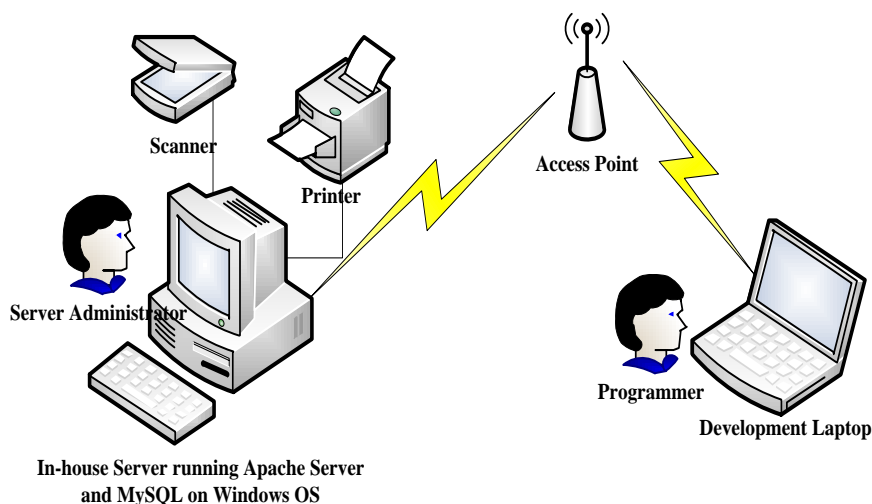 Scanner
Printer
Access Point
Server Administrator
Programmer
Development Laptop
In-house Server running Apache Server
and MySQL on Windows OS